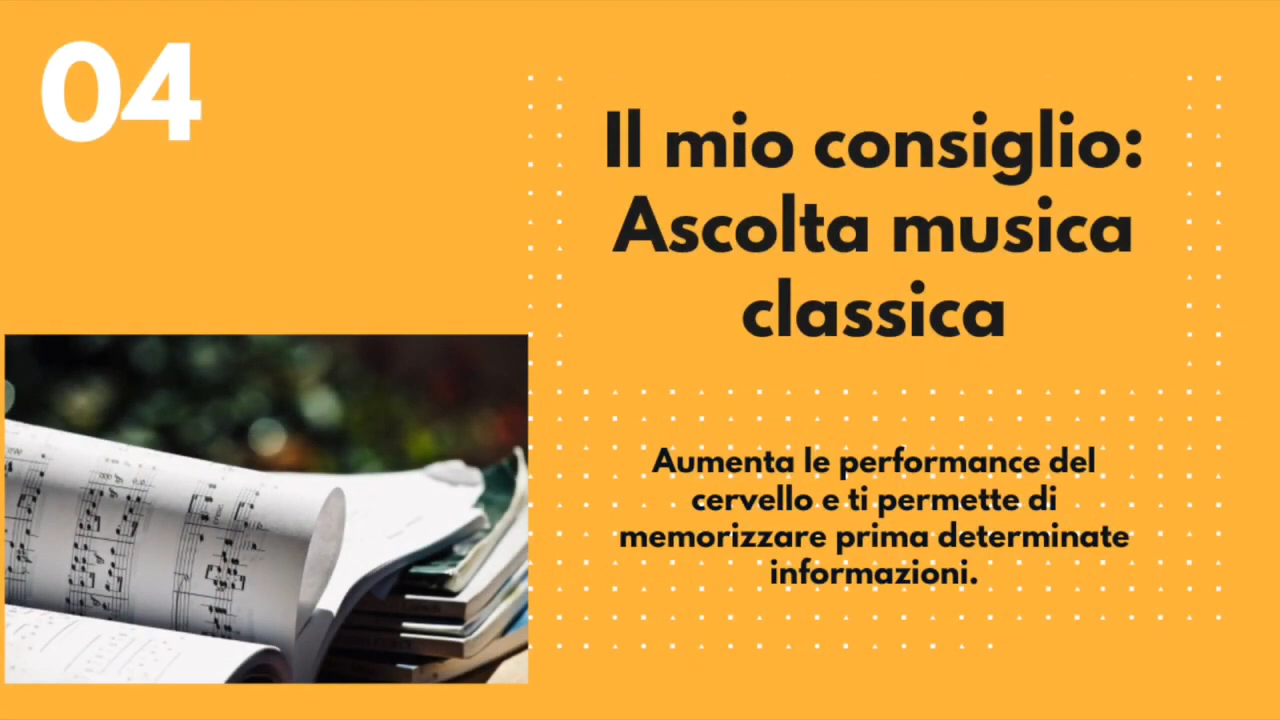 04
Il mio consiglio:
Ascolta musica
classica
Aumenta le performance del
cervello e ti permette di
memorizzare prima determinate
informazioni.